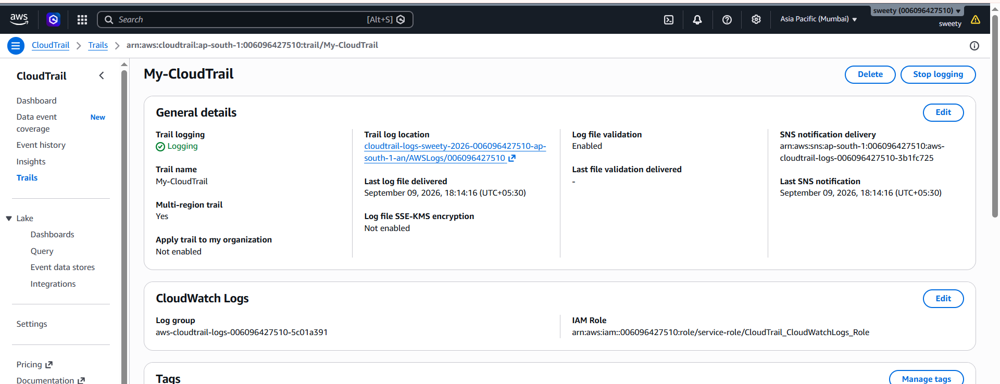 aws
Search
[Alt+S]
Asia Pacific (Mumbai)
sweety (006096427510)
sweety
CloudTrail
Trails
arn:aws:cloudtrail:ap-south-1:006096427510:trail/My-CloudTrail
CloudTrail
Dashboard
Data event
coverage
New
Event history
Insights
Trails
Lake
Dashboards
Query
Event data stores
Integrations
Settings
Pricing
Documentation
My-CloudTrail
Delete
Stop logging
General details
Edit
Trail logging
Logging
Trail name
My-CloudTrail
Multi-region trail
Yes
Apply trail to my organization
Not enabled
Trail log location
cloudtrail-logs-sweety-2026-006096427510-ap-
south-1-an/AWSLogs/006096427510
Last log file delivered
September 09, 2026, 18:14:16 (UTC+05:30)
Log file SSE-KMS encryption
Not enabled
Log file validation
Enabled
Last file validation delivered
-
SNS notification delivery
arn:aws:sns:ap-south-1:006096427510:aws-
cloudtrail-logs-006096427510-3b1fc725
Last SNS notification
September 09, 2026, 18:14:16 (UTC+05:30)
CloudWatch Logs
Edit
Log group
aws-cloudtrail-logs-006096427510-5c01a391
IAM Role
arn:aws:iam::006096427510:role/service-role/CloudTrail_CloudWatchLogs_Role
Tags
Manage tags